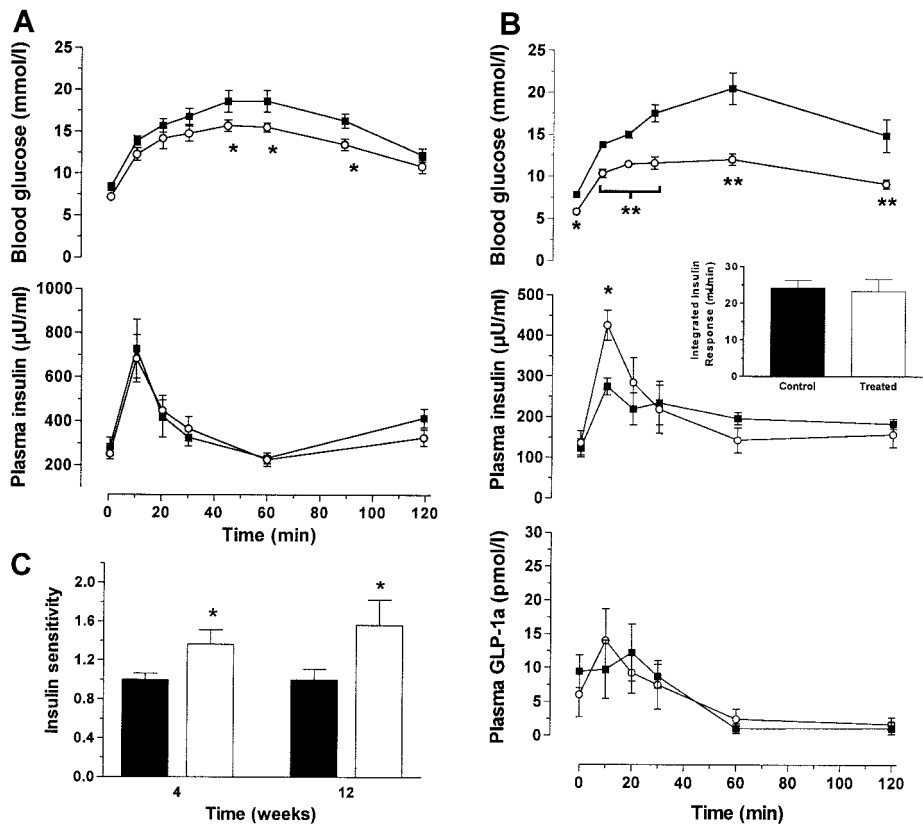 A
Blood glucose (mmol/l)
25
20
15
10
5
0
* * *
Plasma insulin (µU/ml)
1000
800
600
400
200
0 20 40 60 80 100 120
Time (min)
B
Blood glucose (mmol/l)
25
20
15
10
5
0
* ** ** **
Plasma insulin (µU/ml)
500
400
300
200
100
0
*
Integrated Insulin
Response (mU/min)
30
20
10
0
Control Treated
Plasma GLP-1a (pmol/l)
30
25
20
15
10
5
0
0 20 40 60 80 100 120
Time (min)
C
Insulin sensitivity
2.0
1.6
1.2
0.8
0.4
0.0
* *
4 12
Time (weeks)